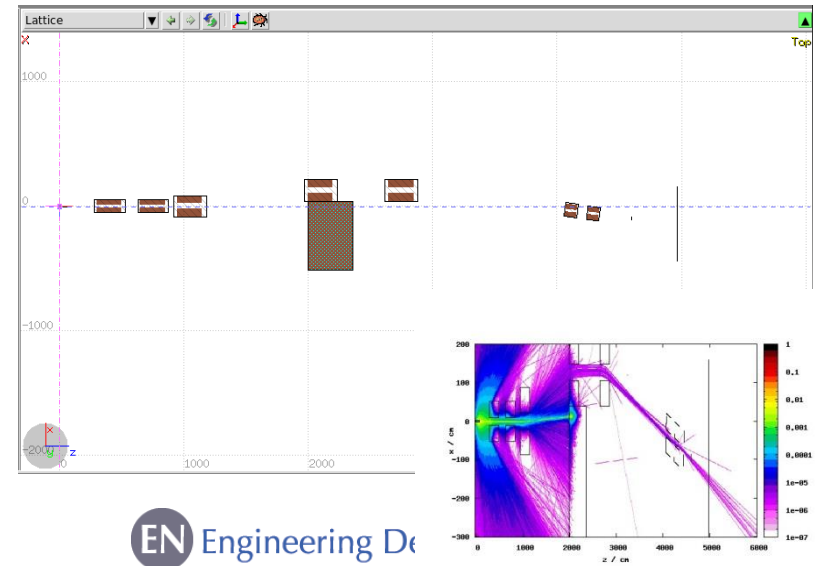 Lattice
X
Top
1000
0
-1000
-2000
x
y
z
0
1000
2000
200
100
0
-100
-200
-300
x / cm
0
1000
2000
3000
4000
5000
6000
z / cm
1
0,1
0,01
0,001
0,0001
1e-05
1e-06
1e-07
EN Engineering De